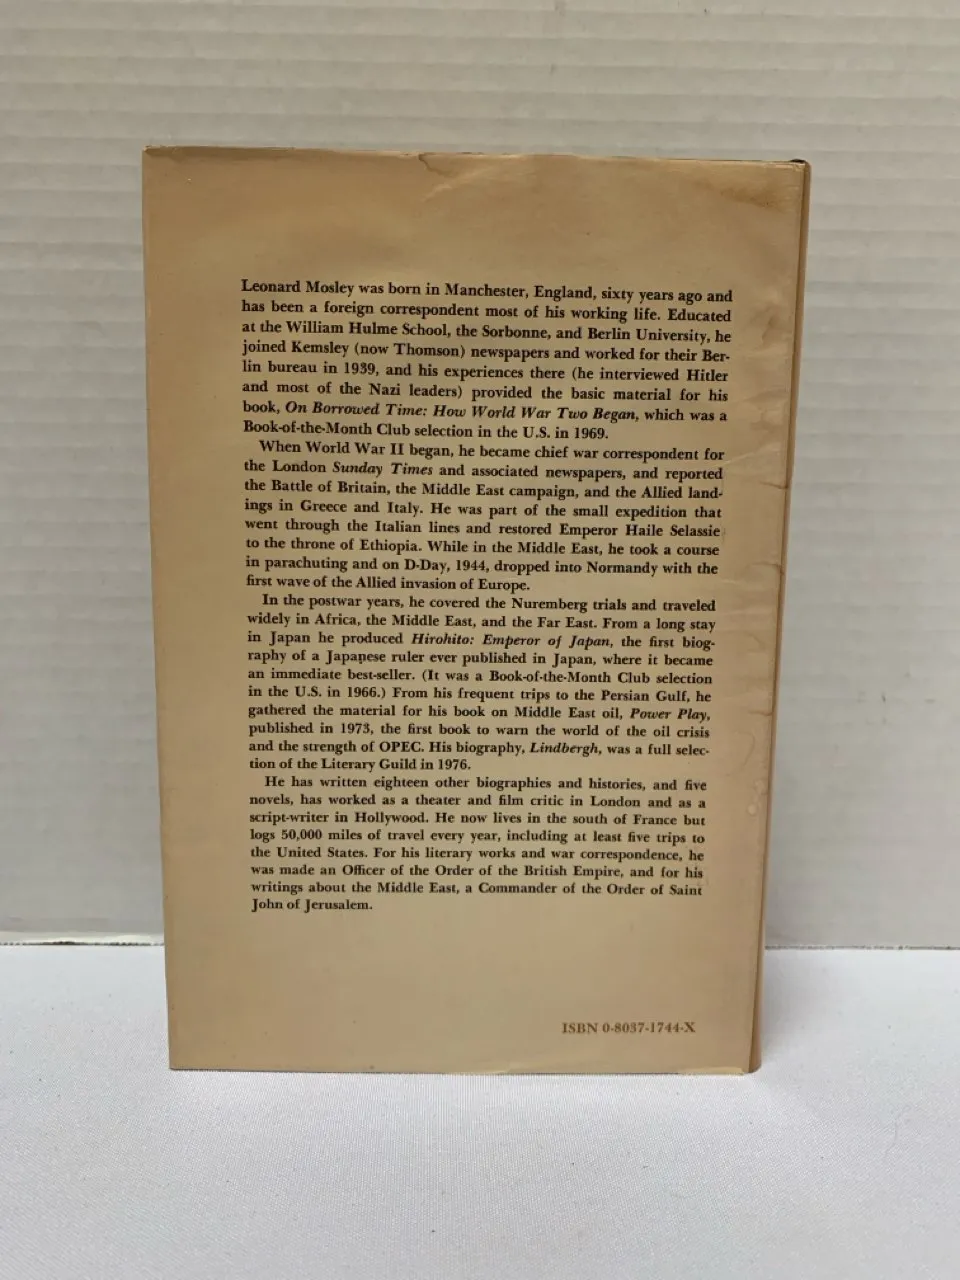 Leonard Mosley was born in Manchester, England, sixty years ago and
has been a foreign correspondent most of his working life. Educated
at the William Hulme School, the Sorbonne, and Berlin University, he
joined Kemsley (now Thomson) newspapers and worked for their Ber-
lin bureau in 1939, and his experiences there (he interviewed Hitler
and most of the Nazi leaders) provided the basic material for his
book, On Borrowed Time: How World War Two Began, which was a
Book-of-the-Month Club selection in the U.S. in 1969.
When World War II began, he became chief war correspondent for
the London Sunday Times and associated newspapers, and reported
the Battle of Britain, the Middle East campaign, and the Allied land-
ings in Greece and Italy. He was part of the small expedition that
went through the Italian lines and restored Emperor Haile Selassie
to the throne of Ethiopia. While in the Middle East, he took a course
in parachuting and on D-Day, 1944, dropped into Normandy with the
first wave of the Allied invasion of Europe.
In the postwar years, he covered the Nuremberg trials and traveled
widely in Africa, the Middle East, and the Far East. From a long stay
in Japan he produced Hirohito: Emperor of Japan, the first biog-
raphy of a Japanese ruler ever published in Japan, where it became
an immediate best-seller. (It was a Book-of-the-Month Club selection
in the U.S. in 1966.) From his frequent trips to the Persian Gulf, he
gathered the material for his book on Middle East oil, Power Play,
published in 1973, the first book to warn the world of the oil crisis
and the strength of OPEC. His biography, Lindbergh, was a full selec-
tion of the Literary Guild in 1976.
He has written eighteen other biographies and histories, and five
novels, has worked as a theater and film critic in London and as a
script-writer in Hollywood. He now lives in the south of France but
logs 50,000 miles of travel every year, including at least five trips to
the United States. For his literary works and war correspondence, he
was made an Officer of the Order of the British Empire, and for his
writings about the Middle East, a Commander of the Order of Saint
John of Jerusalem.
ISBN 0-8037-1744-X